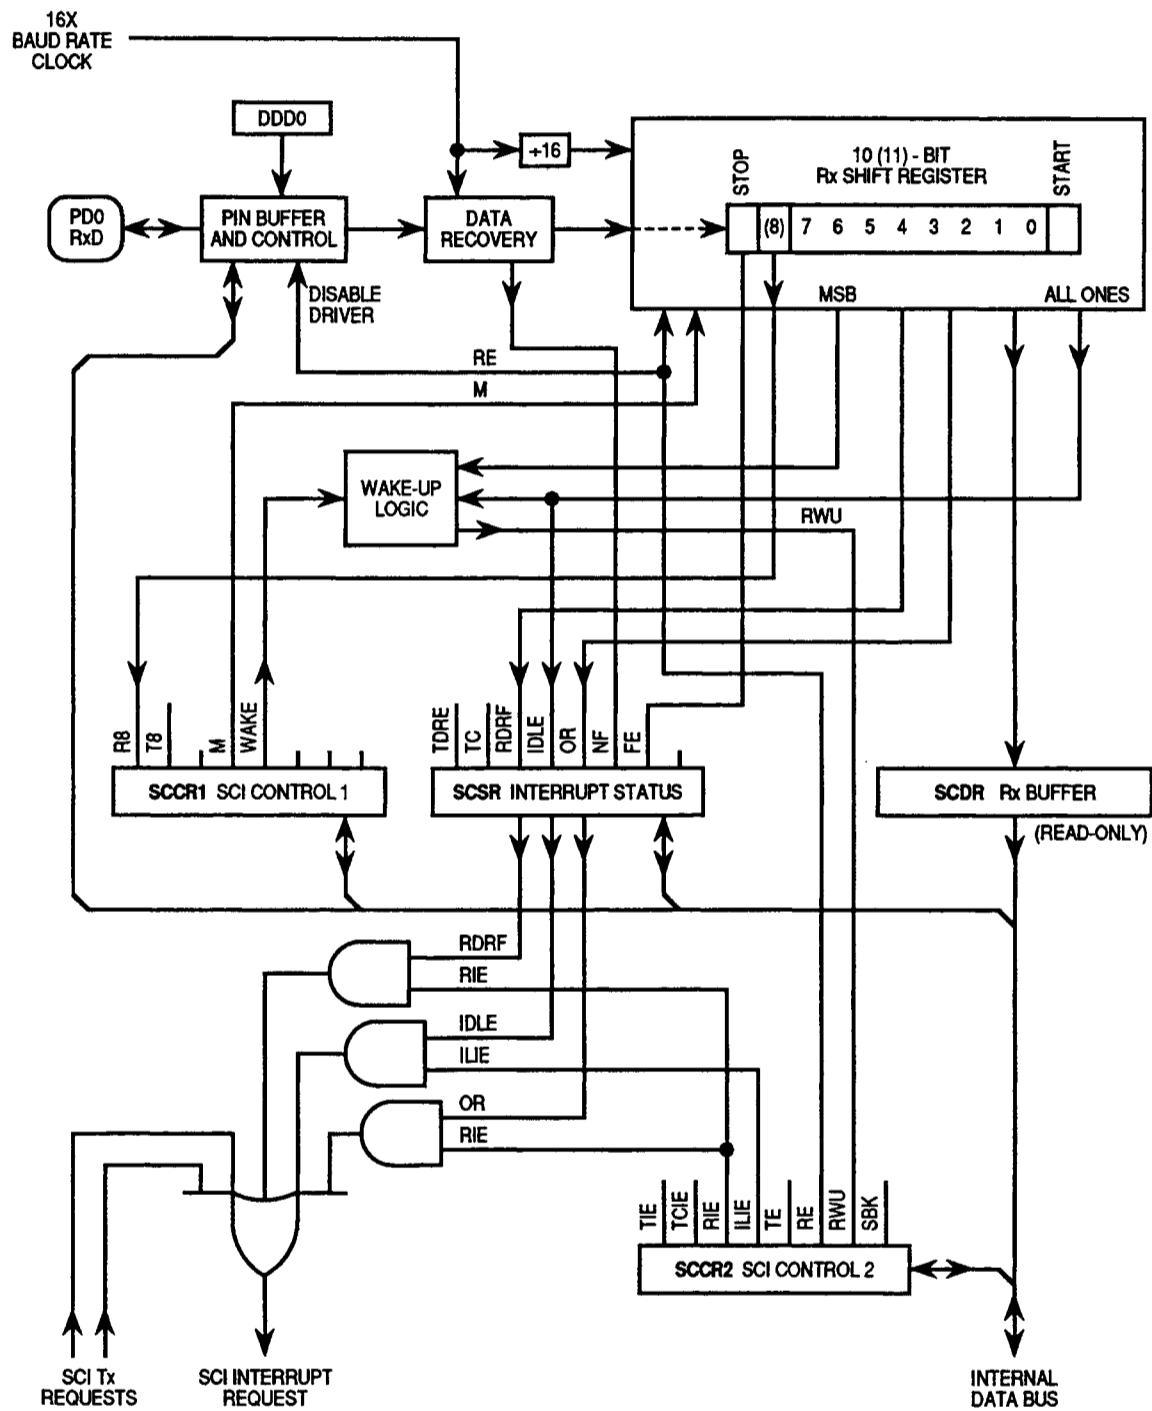 16X
BAUD RATE
CLOCK
DDD0
÷16
10 (11) - BIT
Rx SHIFT REGISTER
STOP
START
PD0
RxD
PIN BUFFER
AND CONTROL
DATA
RECOVERY
(8) 7 6 5 4 3 2 1 0
DISABLE
DRIVER
MSB
ALL ONES
RE
M
WAKE-UP
LOGIC
RWU
R8
T8
M
WAKE
TDRE
TC
RDRF
IDLE
OR
NF
FE
SCCR1 SCI CONTROL 1
SCSR INTERRUPT STATUS
SCDR Rx BUFFER
(READ-ONLY)
RDRF
RIE
IDLE
ILIE
OR
RIE
TIE
TCIE
RIE
ILIE
TE
RE
RWU
SBK
SCCR2 SCI CONTROL 2
SCI Tx
REQUESTS
SCI INTERRUPT
REQUEST
INTERNAL
DATA BUS